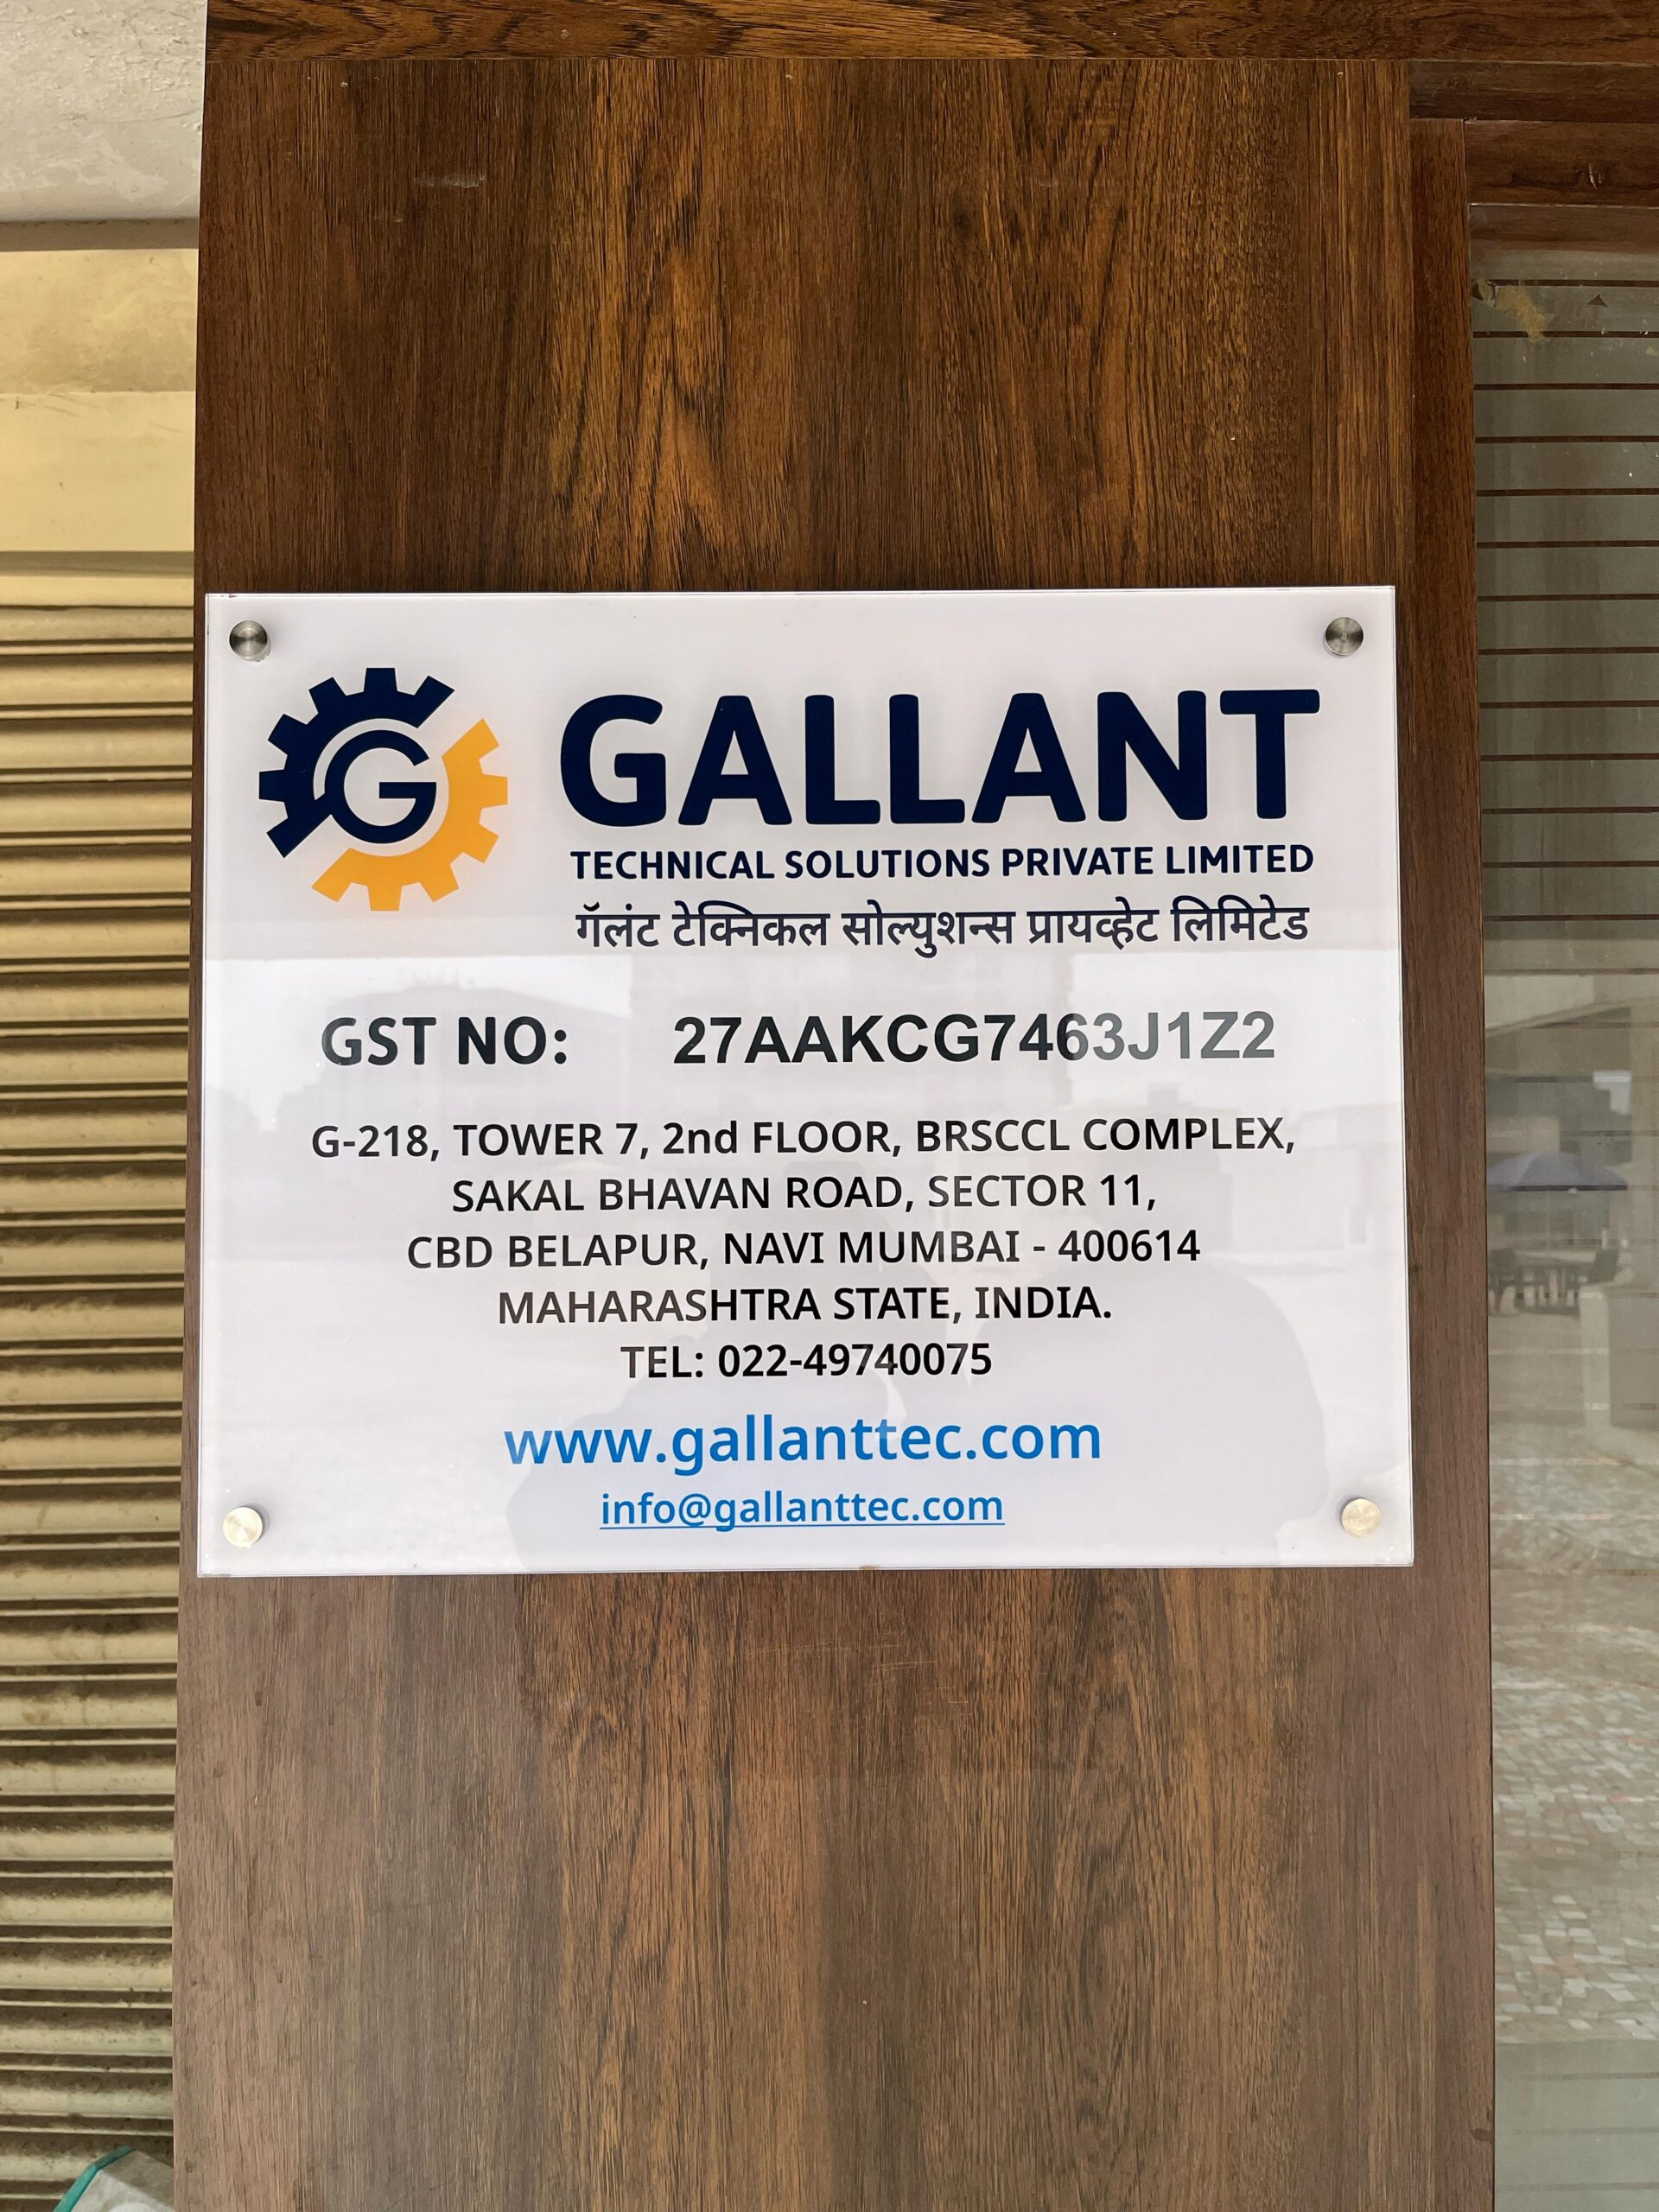 G
GALLANT
TECHNICAL SOLUTIONS PRIVATE LIMITED
गॅलंट टेक्निकल सोल्युशन्स प्रायव्हेट लिमिटेड
GST NO: 27AAKCG7463J1Z2
G-218, TOWER 7, 2nd FLOOR, BRSCCL COMPLEX,
SAKAL BHAVAN ROAD, SECTOR 11,
CBD BELAPUR, NAVI MUMBAI - 400614
MAHARASHTRA STATE, INDIA.
TEL: 022-49740075
www.gallanttec.com
info@gallanttec.com